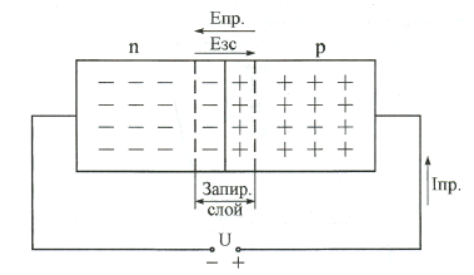 Eпр.
n Eзс p
− − − − + + + +
− − − − + + + +
− − − − + + + +
− − − − + + + +
Запир.
слой
Iпр.
U
− +